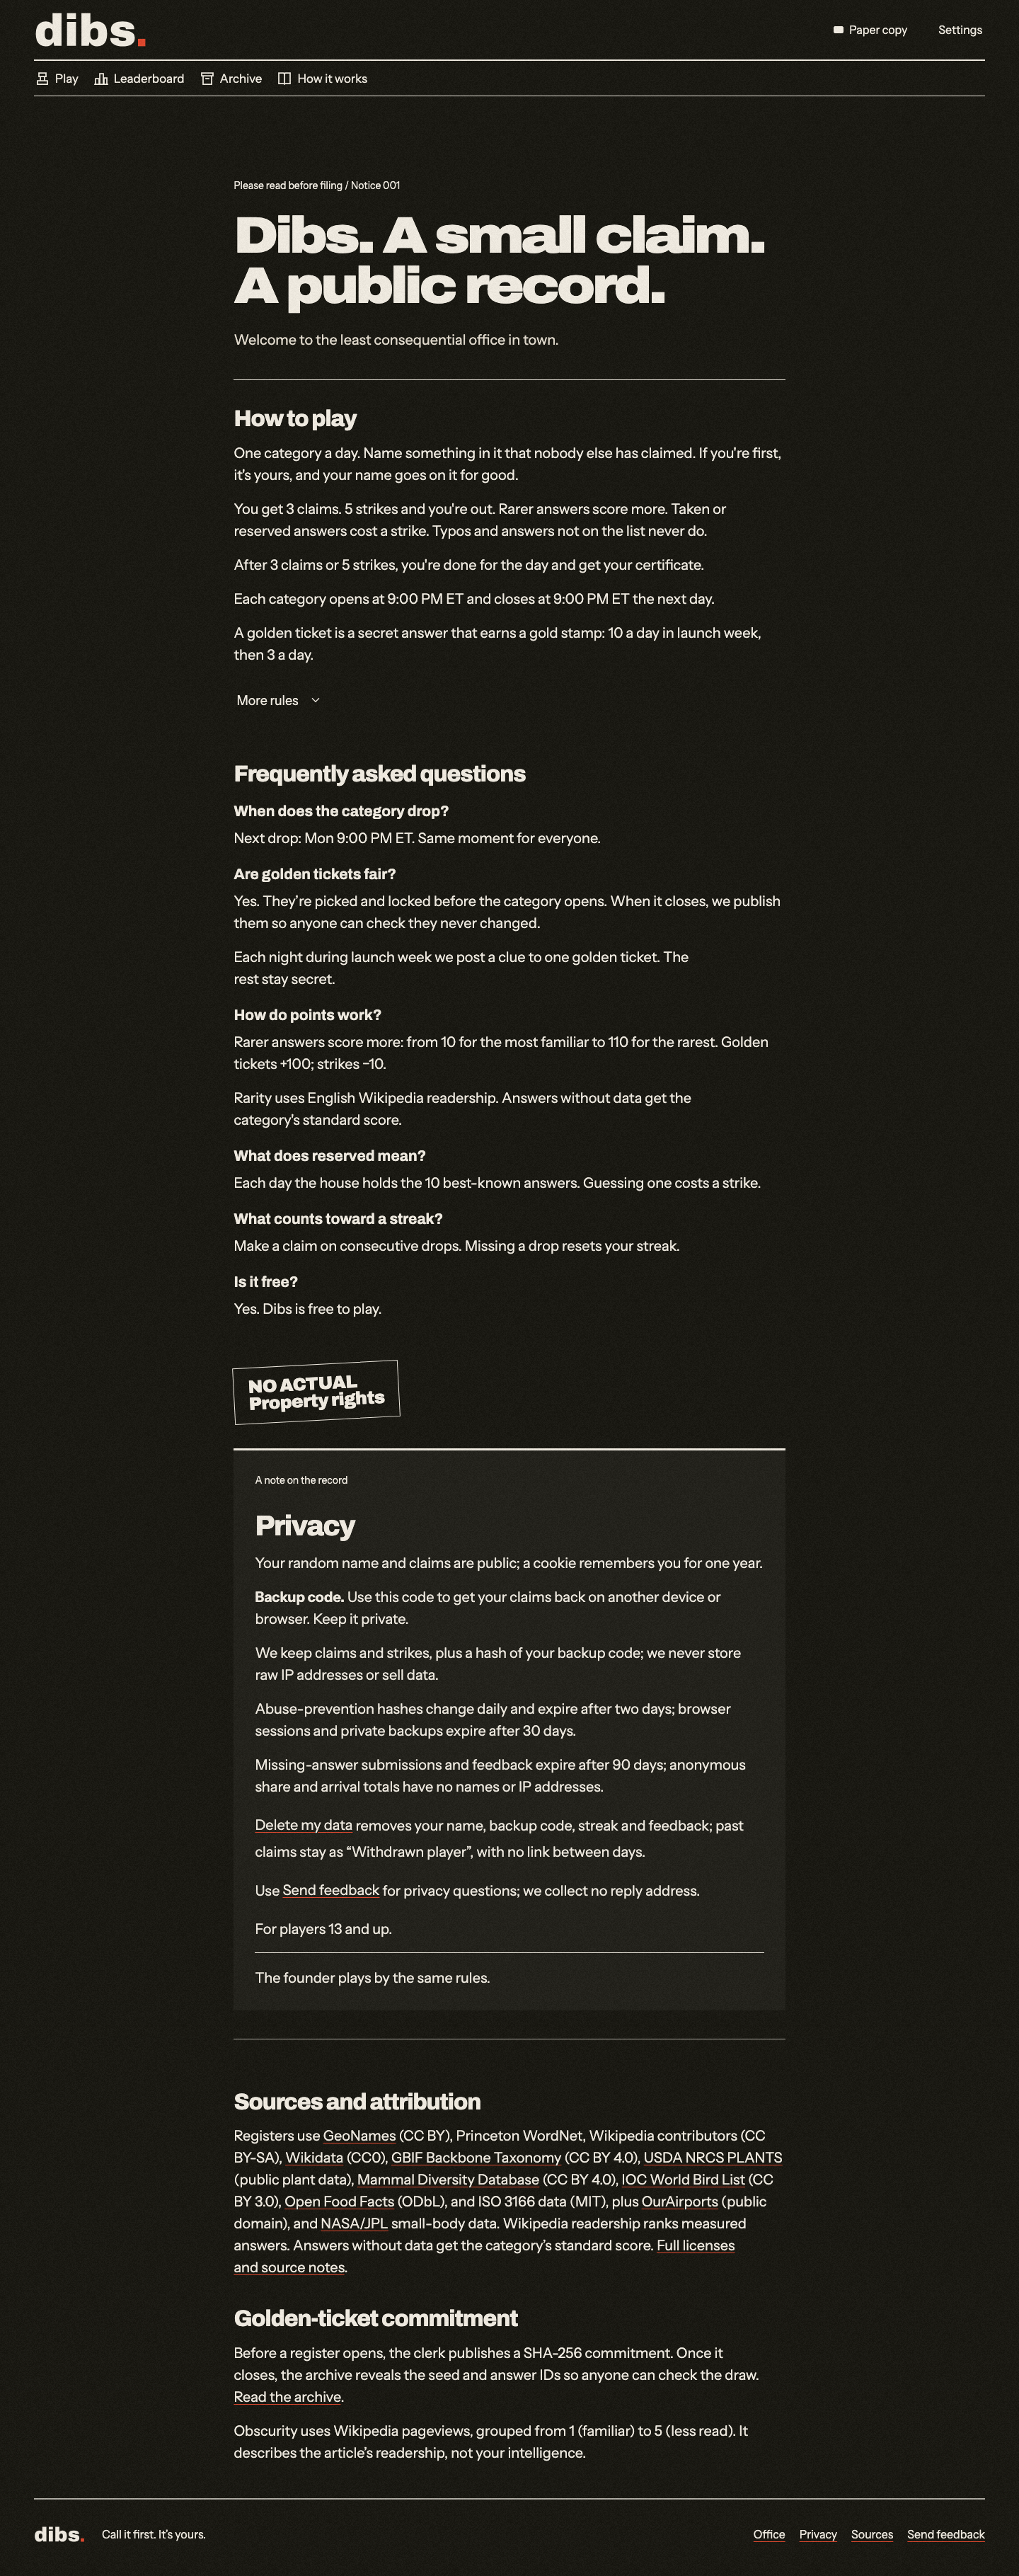 dibs.
Paper copy
Settings
Play
Leaderboard
Archive
How it works
Please read before filing / Notice 001
Dibs. A small claim.
A public record.
Welcome to the least consequential office in town.
How to play
One category a day. Name something in it that nobody else has claimed. If you're first,
it's yours, and your name goes on it for good.
You get 3 claims. 5 strikes and you're out. Rarer answers score more. Taken or
reserved answers cost a strike. Typos and answers not on the list never do.
After 3 claims or 5 strikes, you're done for the day and get your certificate.
Each category opens at 9:00 PM ET and closes at 9:00 PM ET the next day.
A golden ticket is a secret answer that earns a gold stamp: 10 a day in launch week,
then 3 a day.
More rules
Frequently asked questions
When does the category drop?
Next drop: Mon 9:00 PM ET. Same moment for everyone.
Are golden tickets fair?
Yes. They’re picked and locked before the category opens. When it closes, we publish
them so anyone can check they never changed.
Each night during launch week we post a clue to one golden ticket. The
rest stay secret.
How do points work?
Rarer answers score more: from 10 for the most familiar to 110 for the rarest. Golden
tickets +100; strikes −10.
Rarity uses English Wikipedia readership. Answers without data get the
category's standard score.
What does reserved mean?
Each day the house holds the 10 best-known answers. Guessing one costs a strike.
What counts toward a streak?
Make a claim on consecutive drops. Missing a drop resets your streak.
Is it free?
Yes. Dibs is free to play.
NO ACTUAL
Property rights
A note on the record
Privacy
Your random name and claims are public; a cookie remembers you for one year.
Backup code. Use this code to get your claims back on another device or
browser. Keep it private.
We keep claims and strikes, plus a hash of your backup code; we never store
raw IP addresses or sell data.
Abuse-prevention hashes change daily and expire after two days; browser
sessions and private backups expire after 30 days.
Missing-answer submissions and feedback expire after 90 days; anonymous
share and arrival totals have no names or IP addresses.
Delete my data removes your name, backup code, streak and feedback; past
claims stay as “Withdrawn player”, with no link between days.
Use Send feedback for privacy questions; we collect no reply address.
For players 13 and up.
The founder plays by the same rules.
Sources and attribution
Registers use GeoNames (CC BY), Princeton WordNet, Wikipedia contributors (CC
BY-SA), Wikidata (CC0), GBIF Backbone Taxonomy (CC BY 4.0), USDA NRCS PLANTS
(public plant data), Mammal Diversity Database (CC BY 4.0), IOC World Bird List (CC
BY 3.0), Open Food Facts (ODbL), and ISO 3166 data (MIT), plus OurAirports (public
domain), and NASA/JPL small-body data. Wikipedia readership ranks measured
answers. Answers without data get the category’s standard score. Full licenses
and source notes.
Golden-ticket commitment
Before a register opens, the clerk publishes a SHA-256 commitment. Once it
closes, the archive reveals the seed and answer IDs so anyone can check the draw.
Read the archive.
Obscurity uses Wikipedia pageviews, grouped from 1 (familiar) to 5 (less read). It
describes the article’s readership, not your intelligence.
dibs.
Call it first. It’s yours.
Office
Privacy
Sources
Send feedback